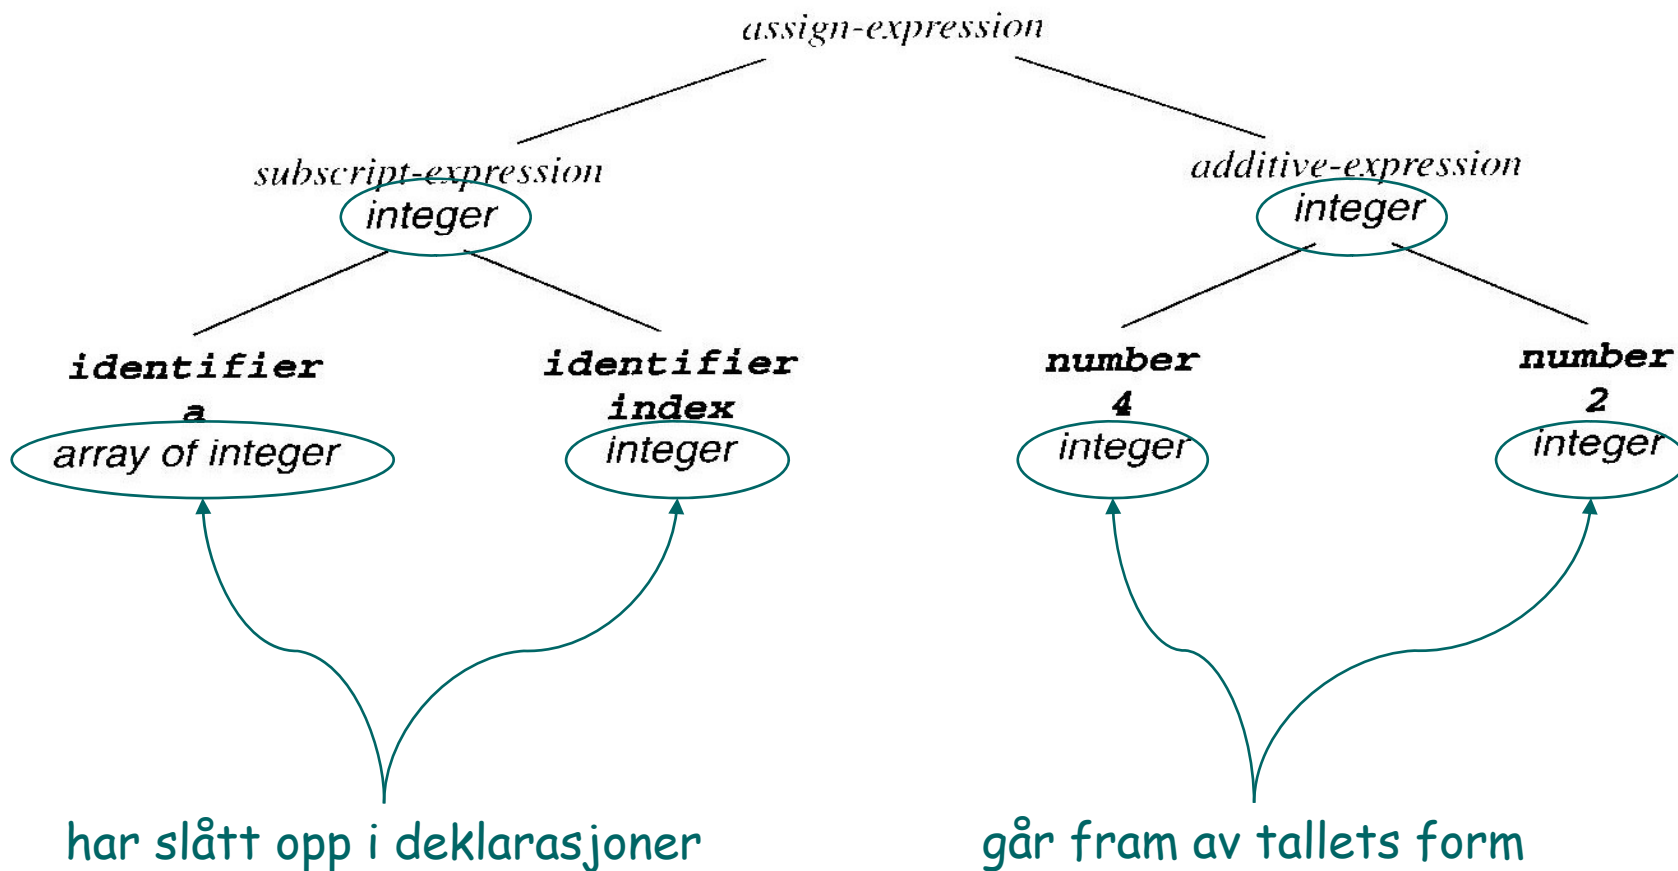 assign-expression
subscript-expression
additive-expression
integer
integer
identifier
identifier
number
number
a
index
4
2
array of integer
integer
integer
integer
har slått opp i deklarasjoner
går fram av tallets form